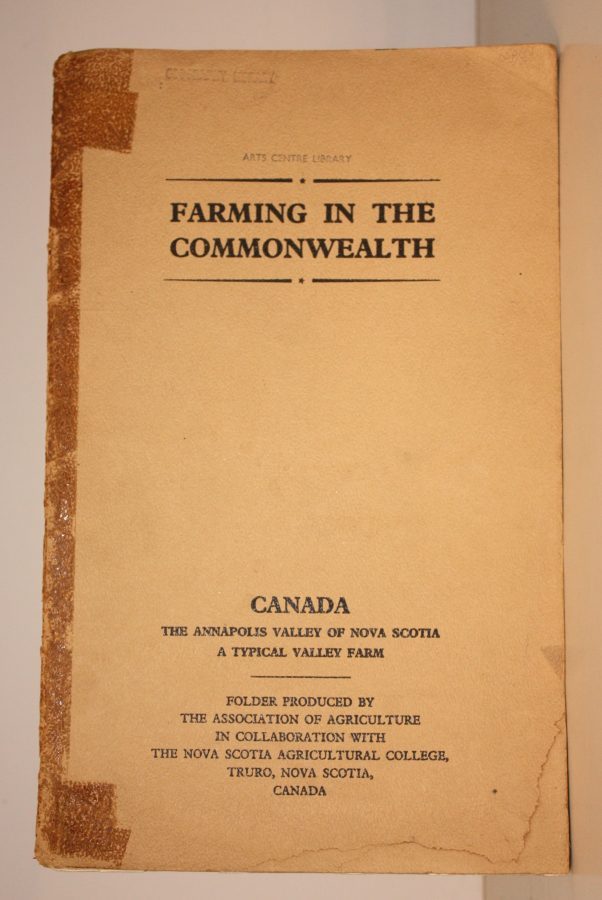 ARTS CENTRE LIBRARY
FARMING IN THE
COMMONWEALTH
CANADA
THE ANNAPOLIS VALLEY OF NOVA SCOTIA
A TYPICAL VALLEY FARM
FOLDER PRODUCED BY
THE ASSOCIATION OF AGRICULTURE
IN COLLABORATION WITH
THE NOVA SCOTIA AGRICULTURAL COLLEGE,
TRURO, NOVA SCOTIA,
CANADA